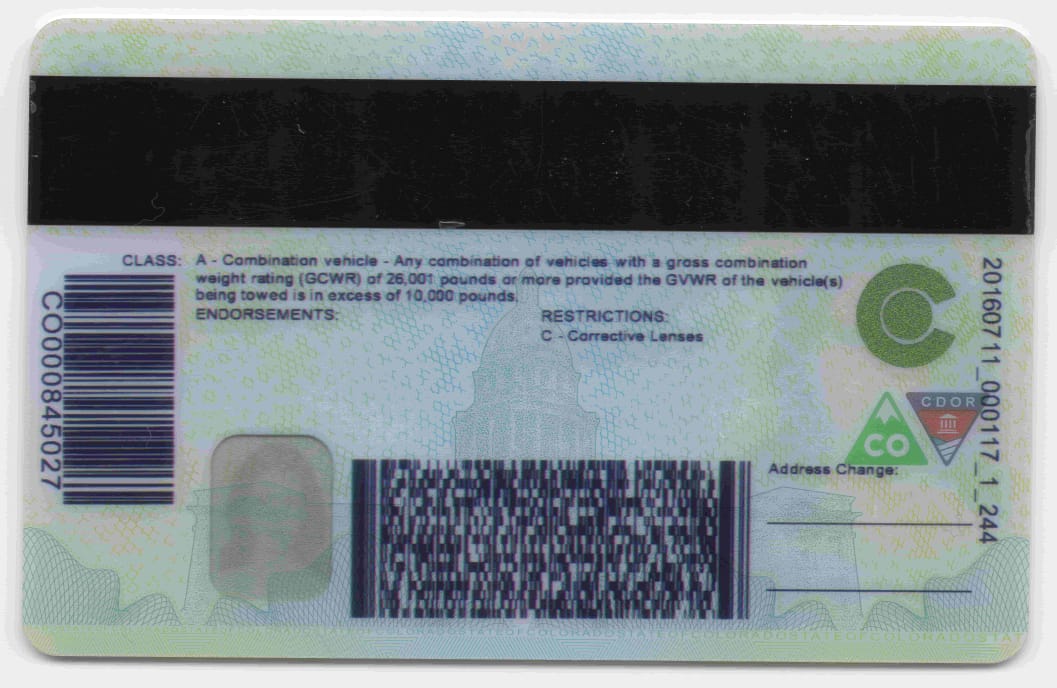 CLASS: A - Combination vehicle - Any combination of vehicles with a gross combination
weight rating (GCWR) of 26,001 pounds or more provided the GVWR of the vehicle(s)
being towed is in excess of 10,000 pounds.
ENDORSEMENTS: RESTRICTIONS:
C - Corrective Lenses
CO000845027
20160711_000117_1_244
C
CO
CDOR
Address Change:
COLORADOSTATEOFCOLORADOSTATEOFCOLORADOSTATEOFCOLORADOSTAT